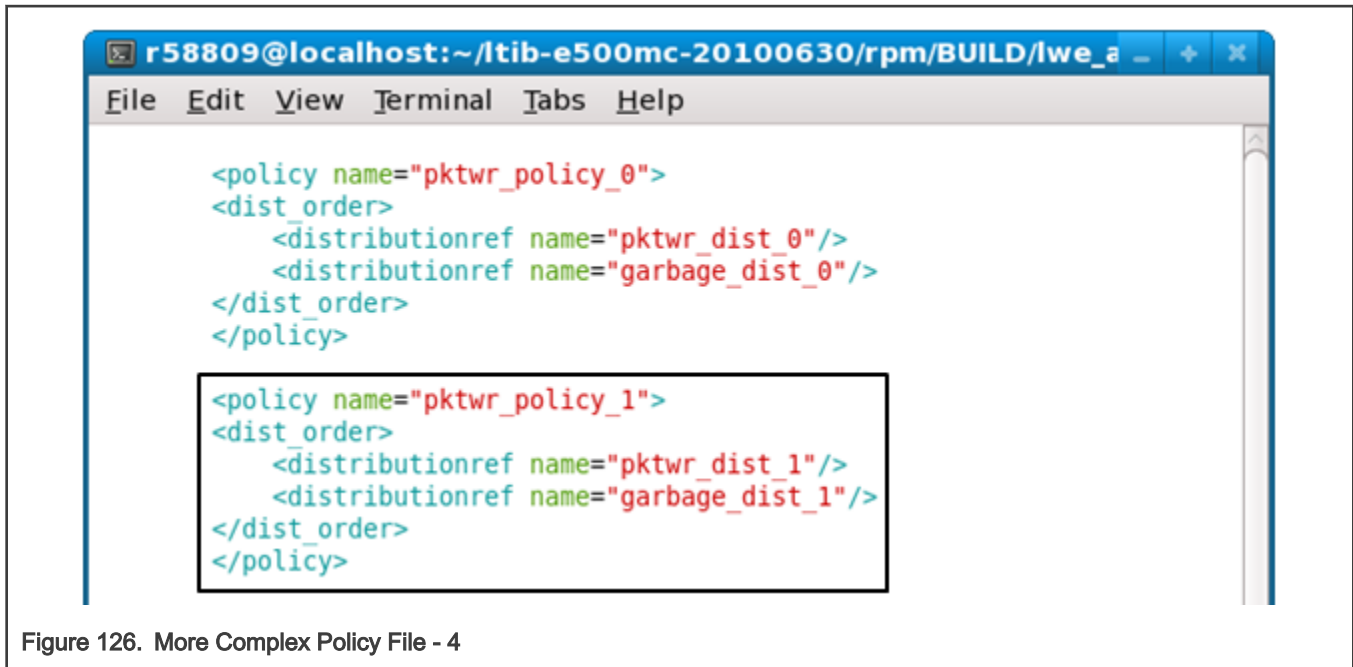 r58809@localhost:~/ltib-e500mc-20100630/rpm/BUILD/lwe_a
File Edit View Terminal Tabs Help
<policy name="pktwr_policy_0">
<dist_order>
<distributionref name="pktwr_dist_0"/>
<distributionref name="garbage_dist_0"/>
</dist_order>
</policy>
<policy name="pktwr_policy_1">
<dist_order>
<distributionref name="pktwr_dist_1"/>
<distributionref name="garbage_dist_1"/>
</dist_order>
</policy>
Figure 126. More Complex Policy File - 4